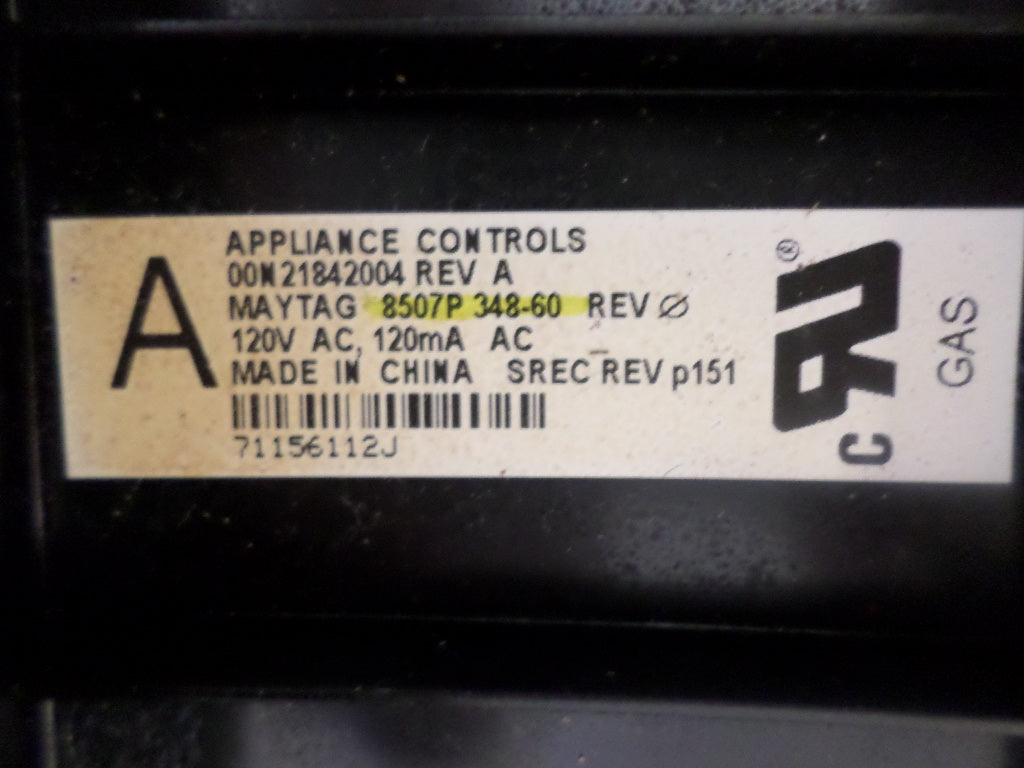 A
APPLIANCE CONTROLS
00N21842004 REV A
MAYTAG 8507P 348-60 REV Ø
120V AC, 120mA AC
MADE IN CHINA SREC REV p151
71156112J
®
C
GAS